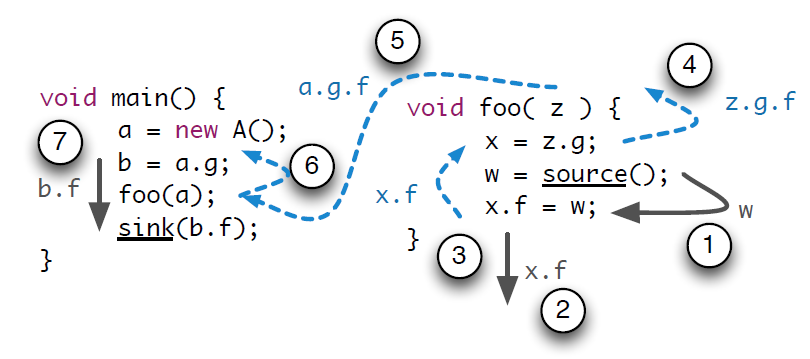 5
4
a.g.f
z.g.f
void main() {
a = new A();
b = a.g;
foo(a);
sink(b.f);
}
7
b.f
6
void foo( z ) {
x = z.g;
w = source();
x.f = w;
}
x.f
w
1
3
x.f
2